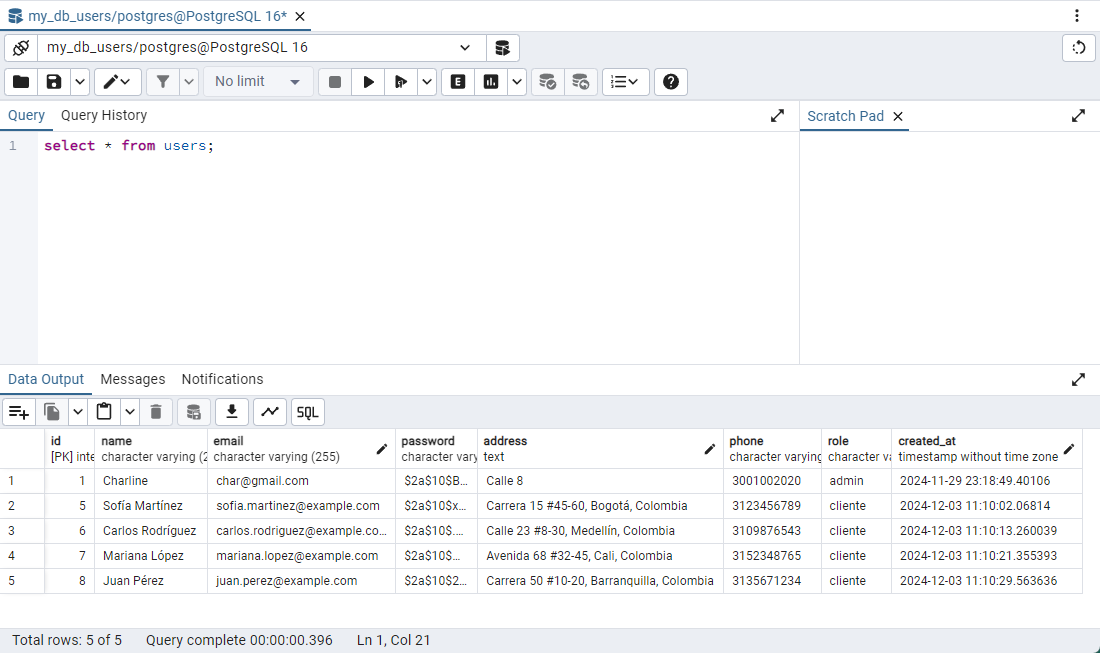 my_db_users/postgres@PostgreSQL 16*
my_db_users/postgres@PostgreSQL 16
No limit
E
Query Query History
Scratch Pad
1 select * from users;
Data Output Messages Notifications
SQL
id name email password address phone role created_at
[PK] inte character varying (2 character varying (255) character vary text character varying character va timestamp without time zone
1 1 Charline char@gmail.com $2a$10$B... Calle 8 3001002020 admin 2024-11-29 23:18:49.40106
2 5 Sofía Martínez sofia.martinez@example.com $2a$10$x... Carrera 15 #45-60, Bogotá, Colombia 3123456789 cliente 2024-12-03 11:10:02.06814
3 6 Carlos Rodríguez carlos.rodriguez@example.co... $2a$10$.... Calle 23 #8-30, Medellín, Colombia 3109876543 cliente 2024-12-03 11:10:13.260039
4 7 Mariana López mariana.lopez@example.com $2a$10$... Avenida 68 #32-45, Cali, Colombia 3152348765 cliente 2024-12-03 11:10:21.355393
5 8 Juan Pérez juan.perez@example.com $2a$10$2... Carrera 50 #10-20, Barranquilla, Colombia 3135671234 cliente 2024-12-03 11:10:29.563636
Total rows: 5 of 5 Query complete 00:00:00.396 Ln 1, Col 21